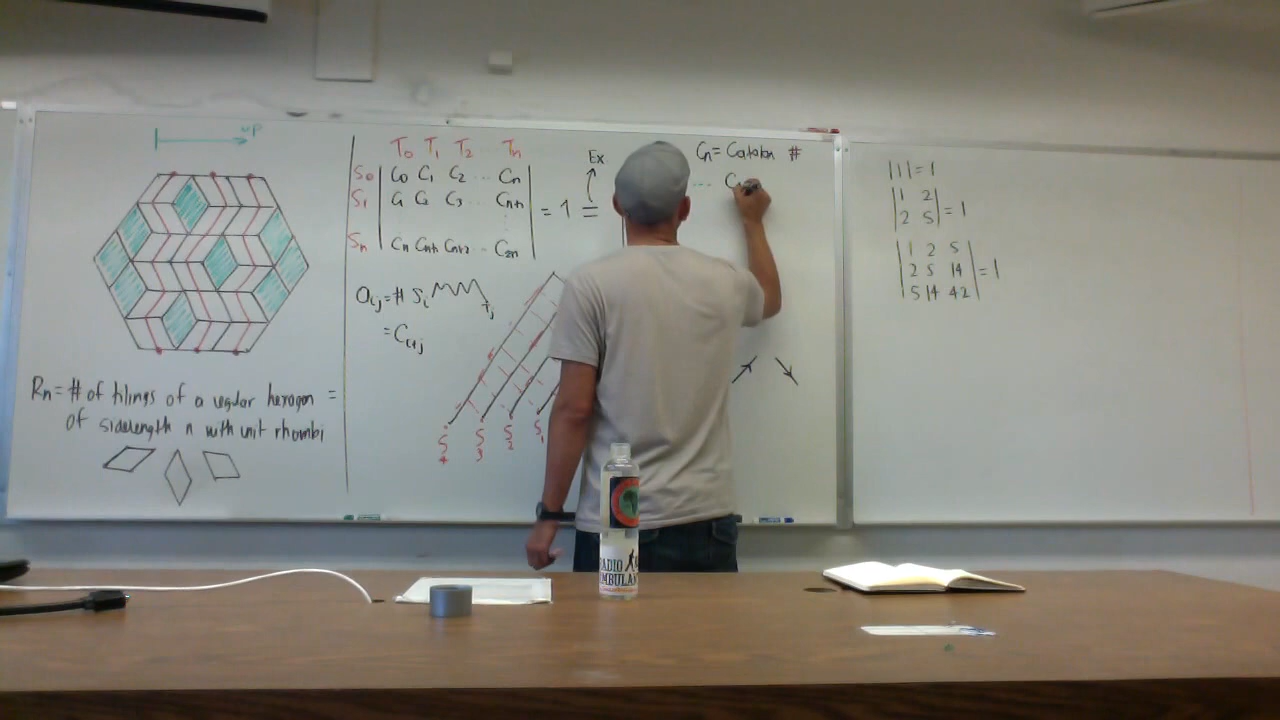 up
Rn = # of tilings of a regular hexagon =
of sidelength n with unit rhombi
T0 T1 T2 Tn
S0 C0 C1 C2 ... Cn
S1 C1 C2 C3 ... Cn+1
Sn Cn Cn+1 Cn+2 ... C2n
= 1
Ex
aij = # Si Tj
= Ci+j
S4 S3 S2 S1
Cn = Catalan #
... C
|1| = 1
|1 2|
|2 5| = 1
|1 2 5|
|2 5 14| = 1
|5 14 42|
RADIO
AMBULAN